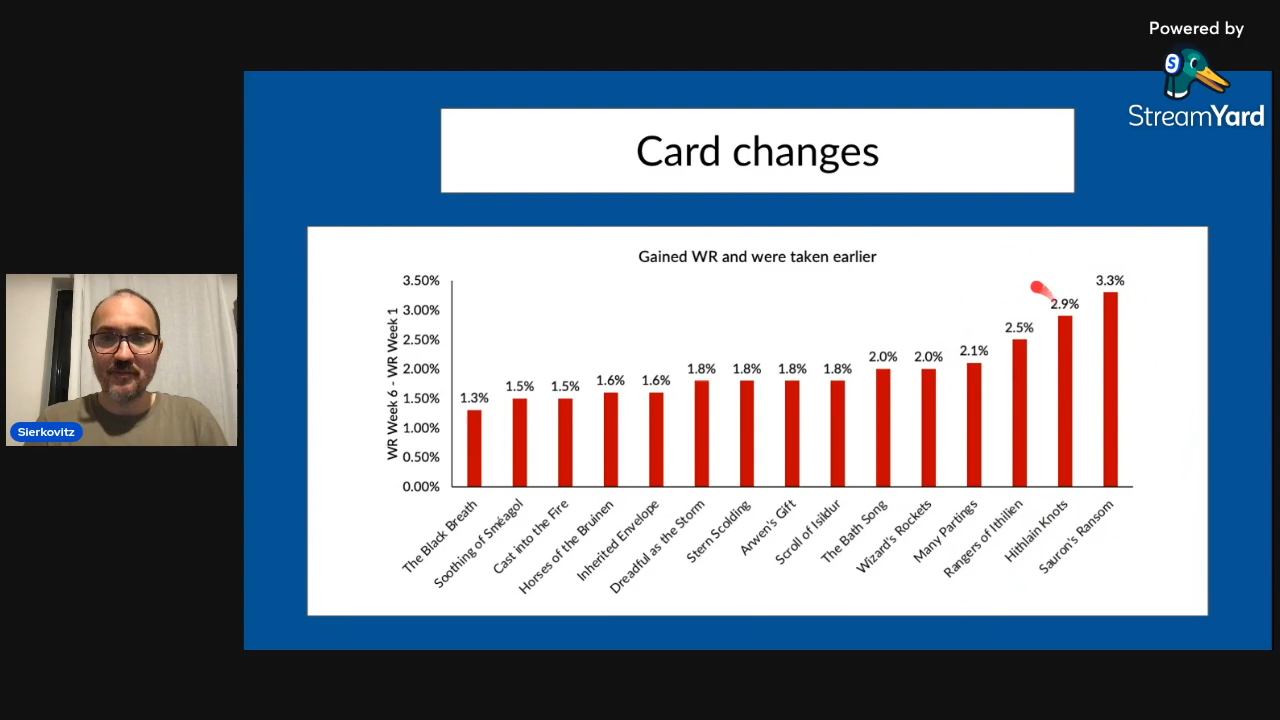 Powered by
S
StreamYard
Card changes
Gained WR and were taken earlier
WR Week 6 - WR Week 1
3.50%
3.00%
2.50%
2.00%
1.50%
1.00%
0.50%
0.00%
1.3%
1.5%
1.5%
1.6%
1.6%
1.8%
1.8%
1.8%
1.8%
2.0%
2.0%
2.1%
2.5%
2.9%
3.3%
The Black Breath
Soothing of Sméagol
Cast into the Fire
Horses of the Bruinen
Inherited Envelope
Dreadful as the Storm
Stern Scolding
Arwen's Gift
Scroll of Isildur
The Bath Song
Wizard's Rockets
Many Partings
Rangers of Ithilien
Hithlain Knots
Sauron's Ransom
Sierkovitz